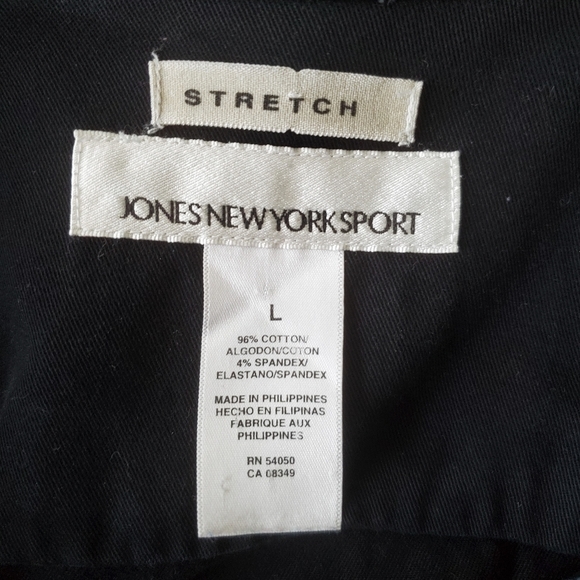 STRETCH
JONES NEW YORK SPORT
L
96% COTTON/
ALGODON/COTON
4% SPANDEX/
ELASTANO/SPANDEX
MADE IN PHILIPPINES
HECHO EN FILIPINAS
FABRIQUE AUX
PHILIPPINES
RN 54050
CA 08349